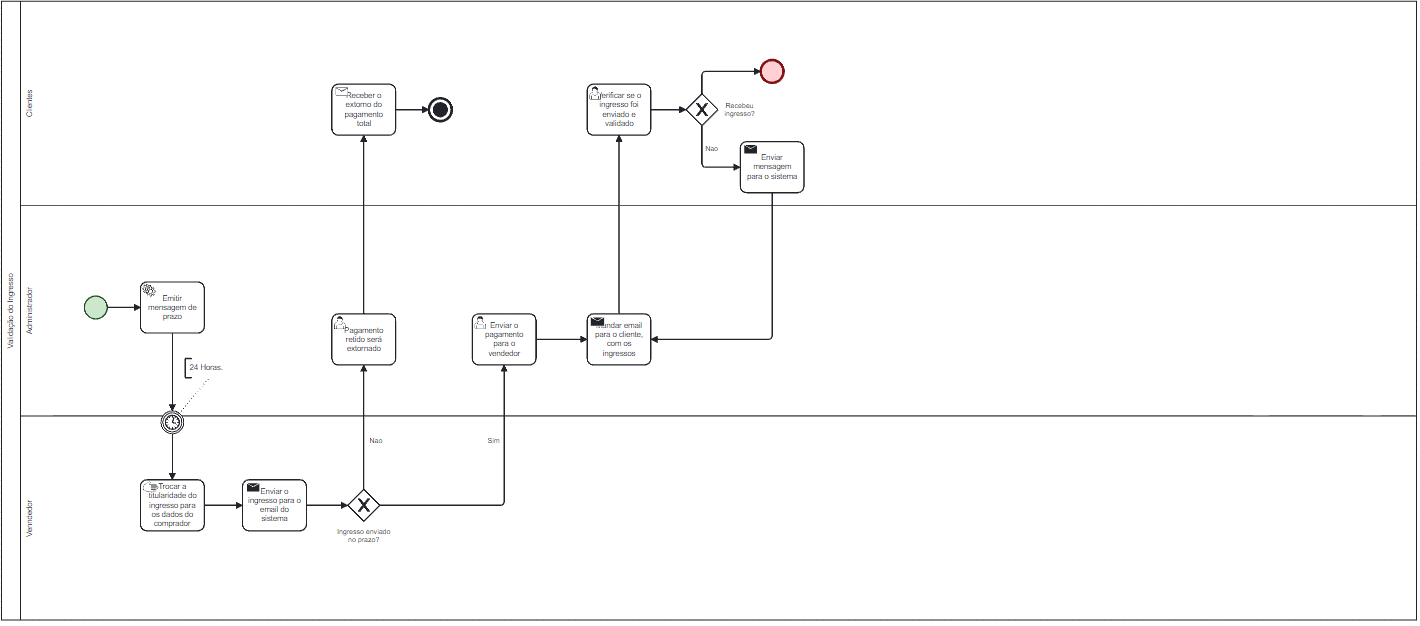 Validação do Ingresso
Clientes
Receber o
extorno do
pagamento
total
Verificar se o
ingresso foi
enviado e
validado
Recebeu
ingresso?
Nao
Enviar
mensagem
para o sistema
Administrador
Emitir
mensagem de
prazo
24 Horas.
Pagamento
retido será
extornado
Enviar o
pagamento
para o
vendedor
Mandar email
para o cliente,
com os
ingressos
Venndedor
Nao
Sim
Trocar a
titularidade do
ingresso para
os dados do
comprador
Enviar o
ingresso para o
email do
sistema
Ingresso enviado
no prazo?